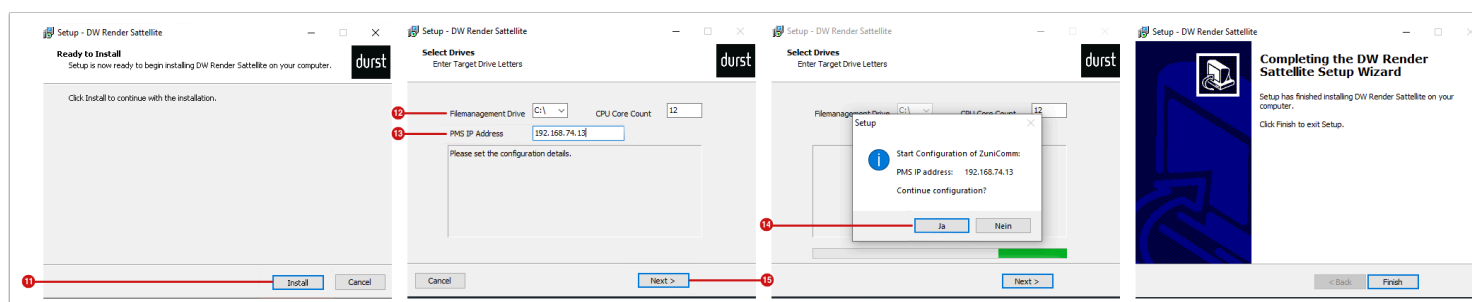 Setup - DW Render Sattellite
Ready to Install
Setup is now ready to begin installing DW Render Sattellite on your computer.
durst
Click Install to continue with the installation.
11
Install
Cancel
Setup - DW Render Sattellite
Select Drives
Enter Target Drive Letters
durst
12
Filemanagement Drive
C:\
CPU Core Count
12
13
PMS IP Address
192.168.74.13
Please set the configuration details.
Cancel
Next >
15
Setup - DW Render Sattellite
Select Drives
Enter Target Drive Letters
durst
Filemanagement Drive
C:\
CPU Core Count
12
Setup
Start Configuration of ZuniComm:
PMS IP address: 192.168.74.13
Continue configuration?
14
Ja
Nein
Next >
Setup - DW Render Sattellite
Completing the DW Render
Sattellite Setup Wizard
Setup has finished installing DW Render Sattellite on your
computer.
Click Finish to exit Setup.
< Back
Finish